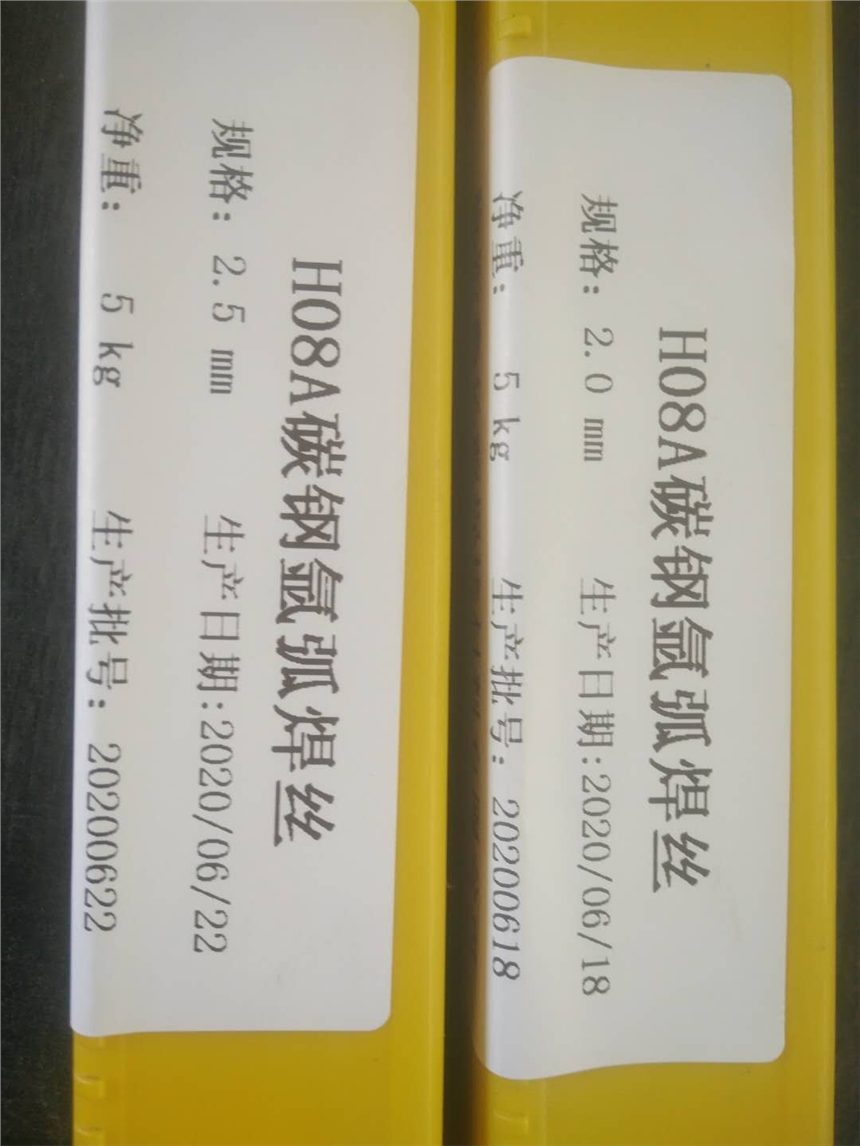 H08A碳钢氩弧焊丝
规格: 2.5 mm 生产日期:2020/06/22
净重: 5 kg 生产批号: 20200622
H08A碳钢氩弧焊丝
规格: 2.0 mm 生产日期:2020/06/18
净重: 5 kg 生产批号: 20200618